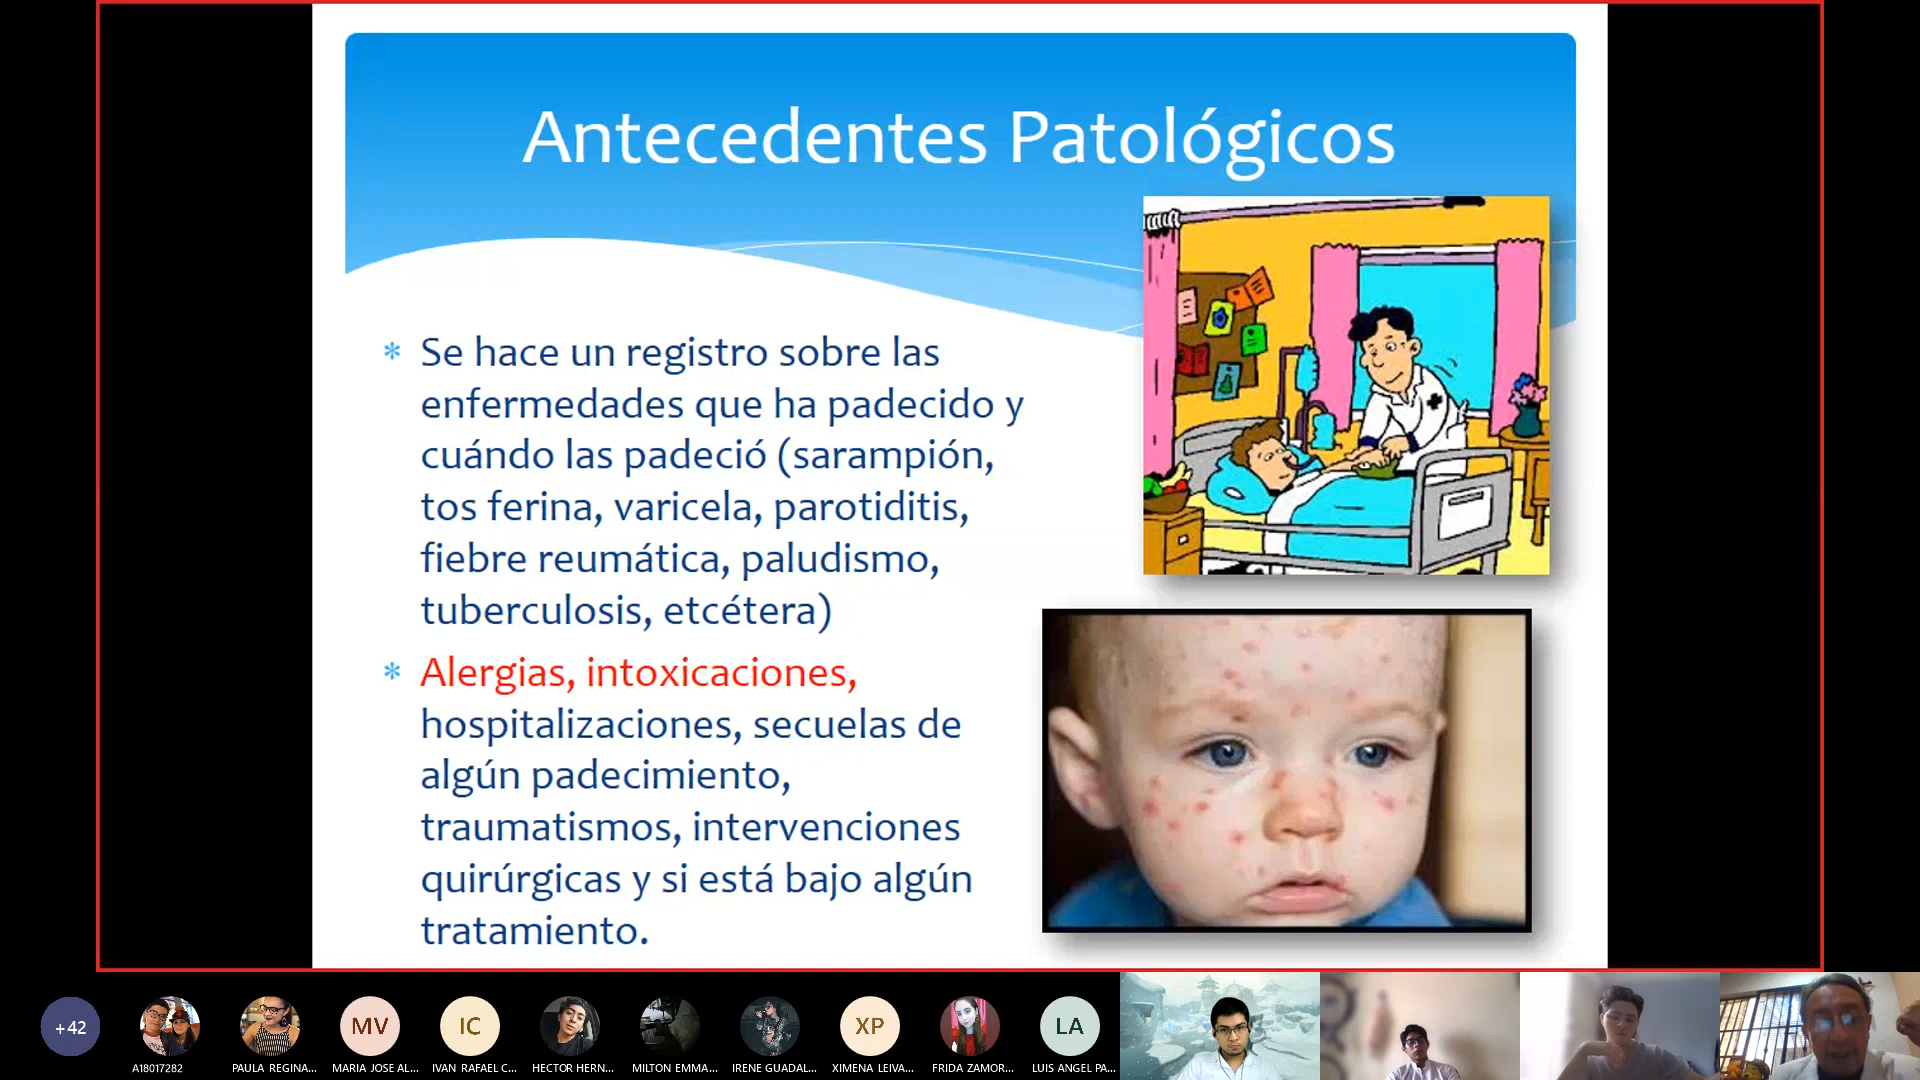 Antecedentes Patológicos
* Se hace un registro sobre las
enfermedades que ha padecido y
cuándo las padeció (sarampión,
tos ferina, varicela, parotiditis,
fiebre reumática, paludismo,
tuberculosis, etcétera)
* Alergias, intoxicaciones,
hospitalizaciones, secuelas de
algún padecimiento,
traumatismos, intervenciones
quirúrgicas y si está bajo algún
tratamiento.
+42
MV
IC
XP
LA
A18017282
PAULA REGINA...
MARIA JOSE AL...
IVAN RAFAEL C...
HECTOR HERN...
MILTON EMMA...
IRENE GUADAL...
XIMENA LEIVA...
FRIDA ZAMOR...
LUIS ANGEL PA...